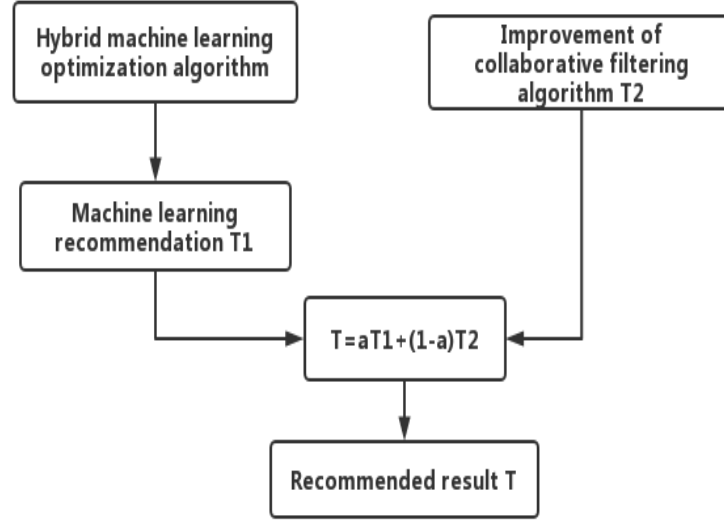 Hybrid machine learning
optimization algorithm
Improvement of
collaborative filtering
algorithm T2
Machine learning
recommendation T1
T=aT1+(1-a)T2
Recommended result T